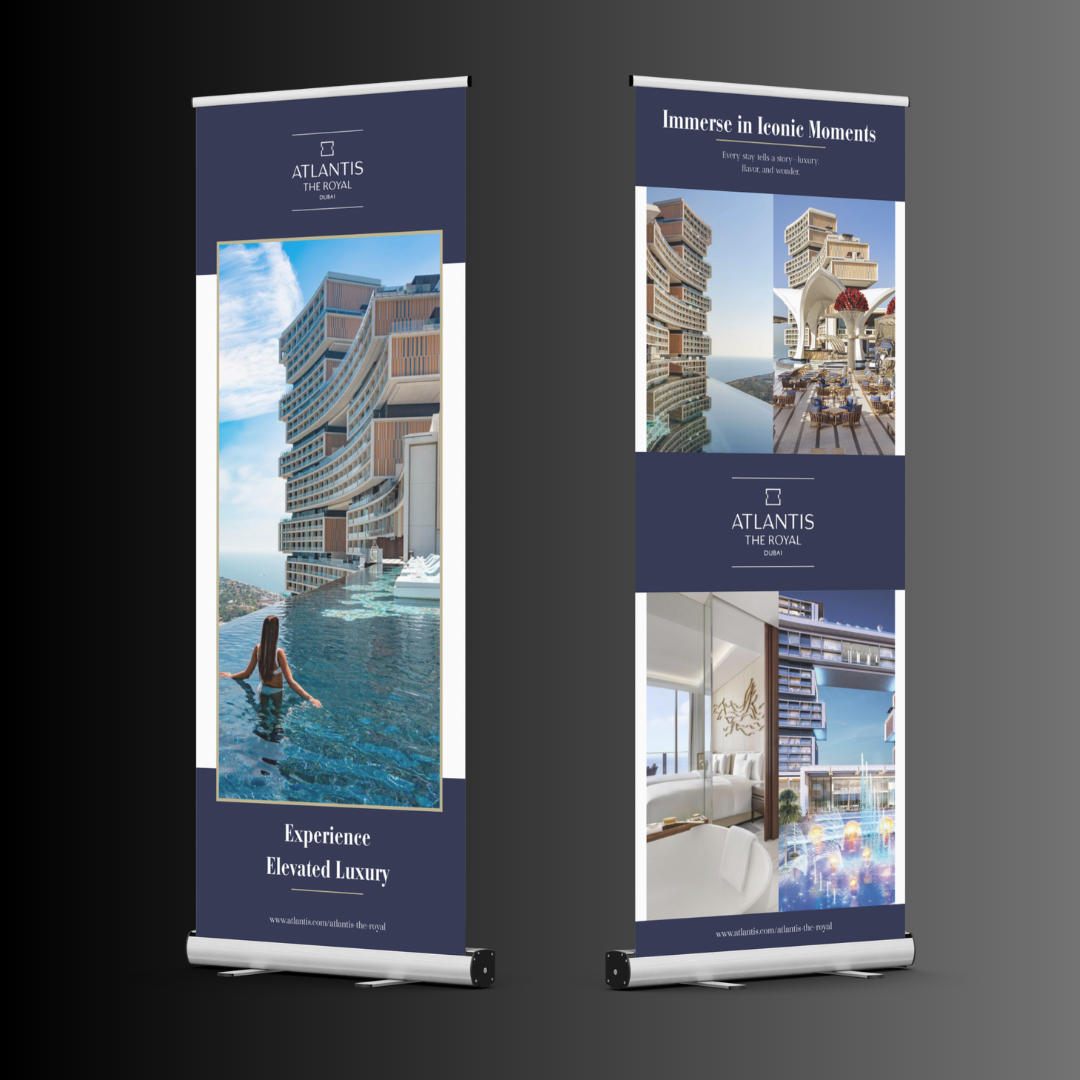 ATLANTIS
THE ROYAL
DUBAI
Experience
Elevated Luxury
www.atlantis.com/atlantis-the-royal
Immerse in Iconic Moments
Every stay tells a story—luxury,
flavor, and wonder.
ATLANTIS
THE ROYAL
DUBAI
www.atlantis.com/atlantis-the-royal